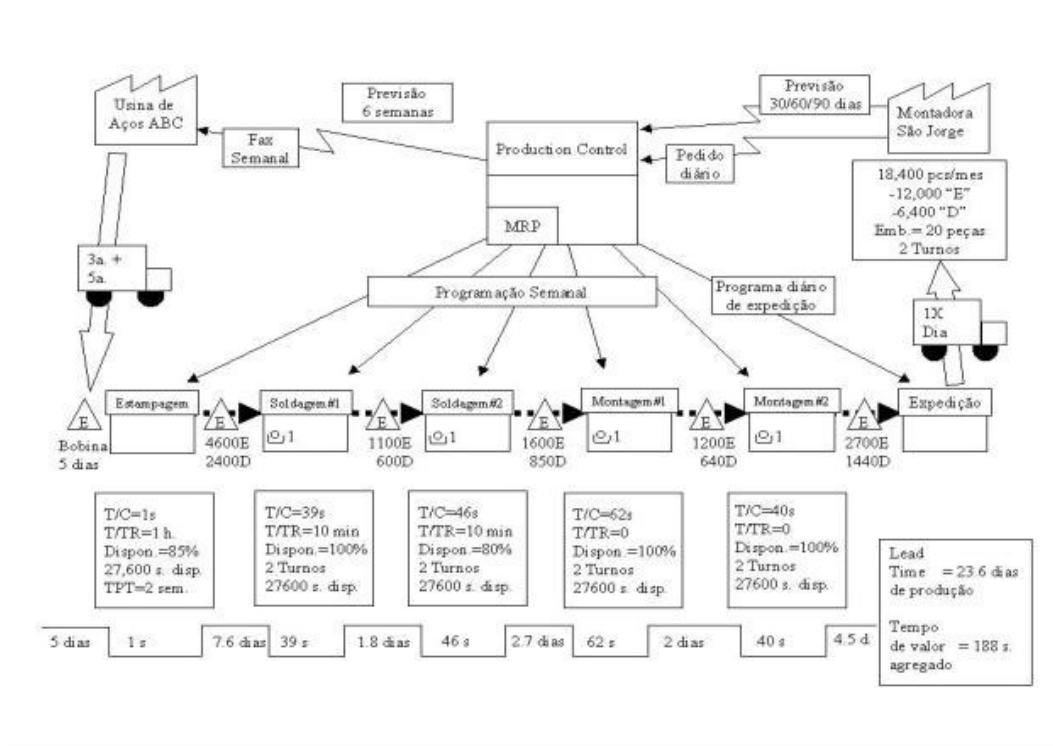 Usina de
Aços ABC
Previsão
6 semanas
Fax
Semanal
Production Control
MRP
Previsão
30/60/90 dias
Pedido
diário
Montadora
São Jorge
18,400 pcs/mes
-12,000 “E”
-6,400 “D”
Emb.= 20 peças
2 Turnos
3a. +
5a.
Programação Semanal
Programa diário
de expedição
1X
Dia
E
Bobina
5 dias
Estampagem
E
4600E
2400D
Soldagem#1
1
E
1100E
600D
Soldagem#2
1
E
1600E
850D
Montagem#1
1
E
1200E
640D
Montagem#2
1
E
2700E
1440D
Expedição
T/C=1s
T/TR=1 h.
Dispon.=85%
27,600 s. disp.
TPT=2 sem.
T/C=39s
T/TR=10 min
Dispon.=100%
2 Turnos
27600 s. disp.
T/C=46s
T/TR=10 min
Dispon.=80%
2 Turnos
27600 s. disp.
T/C=62s
T/TR=0
Dispon.=100%
2 Turnos
27600 s. disp.
T/C=40s
T/TR=0
Dispon.=100%
2 Turnos
27600 s. disp.
5 dias
1 s
7.6 dias
39 s
1.8 dias
46 s
2.7 dias
62 s
2 dias
40 s
4.5 d
Lead
Time = 23.6 dias
de produção
Tempo
de valor = 188 s.
agregado